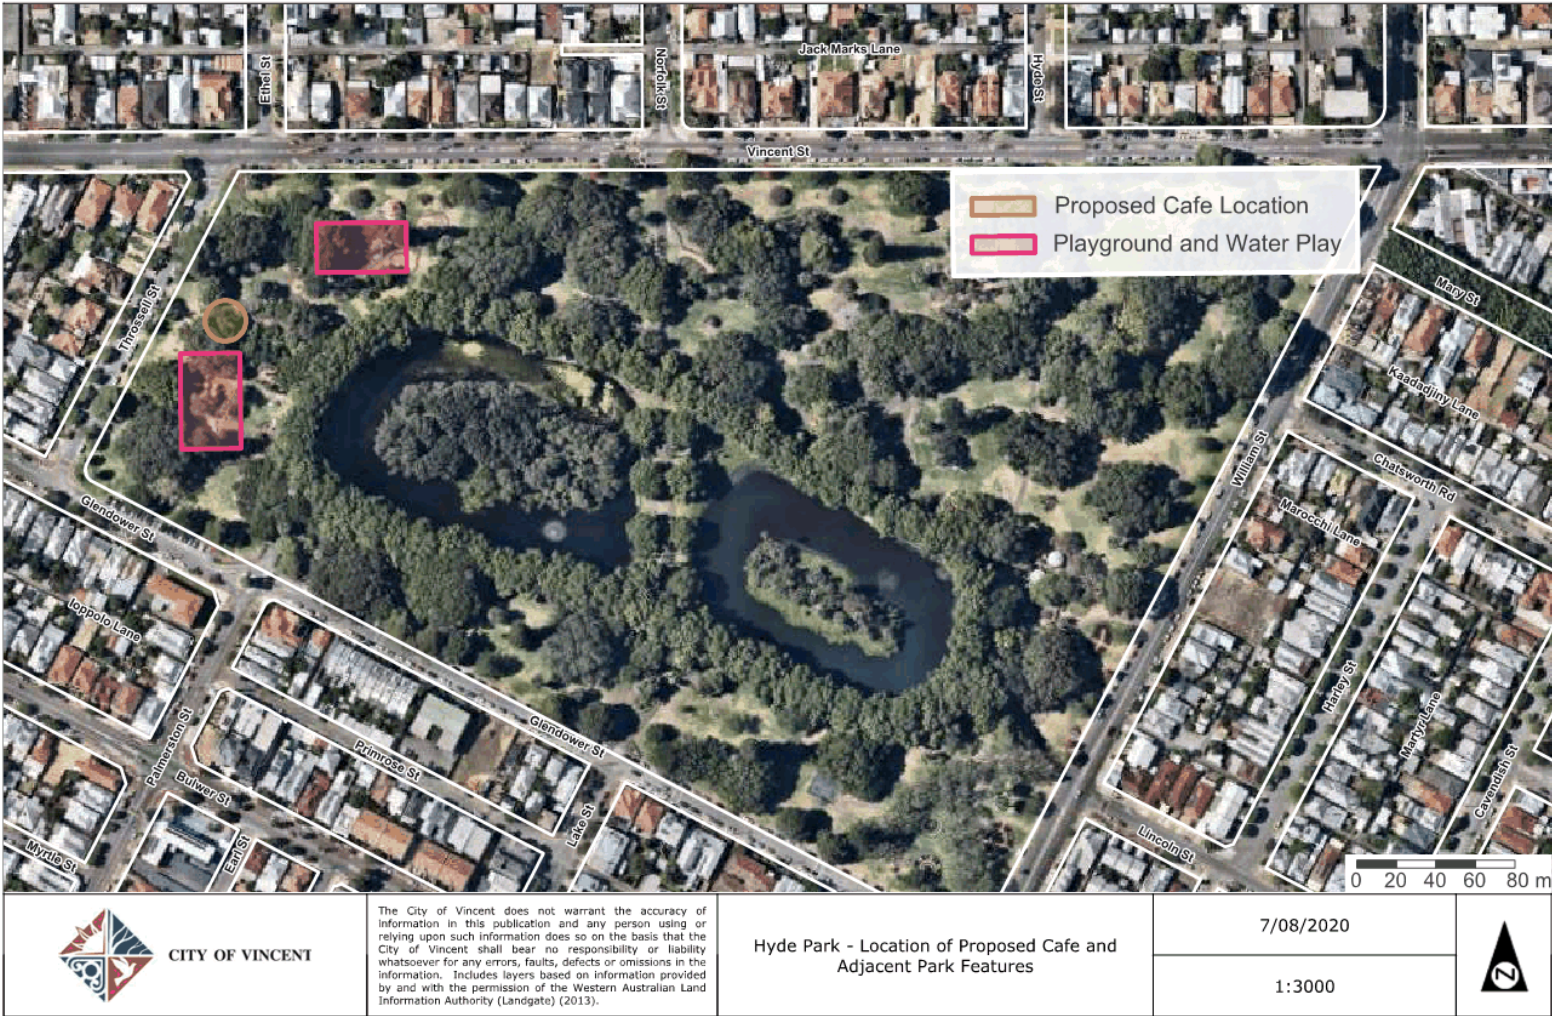 Jack Marks Lane
Ethel St
Norfolk St
Hyde St
Vincent St
Proposed Cafe Location
Playground and Water Play
Throssell St
Mary St
Kaadadjiny Lane
William St
Chatsworth Rd
Marocchi Lane
Glendower St
Ioppolo Lane
Harley St
Martyr Lane
Palmerston St
Primrose St
Glendower St
Cavendish St
Bulwer St
Lake St
Lincoln St
Myrtle St
Earl St
0 20 40 60 80 m
CITY OF VINCENT
The City of Vincent does not warrant the accuracy of
information in this publication and any person using or
relying upon such information does so on the basis that the
City of Vincent shall bear no responsibility or liability
whatsoever for any errors, faults, defects or omissions in the
information. Includes layers based on information provided
by and with the permission of the Western Australian Land
Information Authority (Landgate) (2013).
Hyde Park - Location of Proposed Cafe and
Adjacent Park Features
7/08/2020
1:3000
N